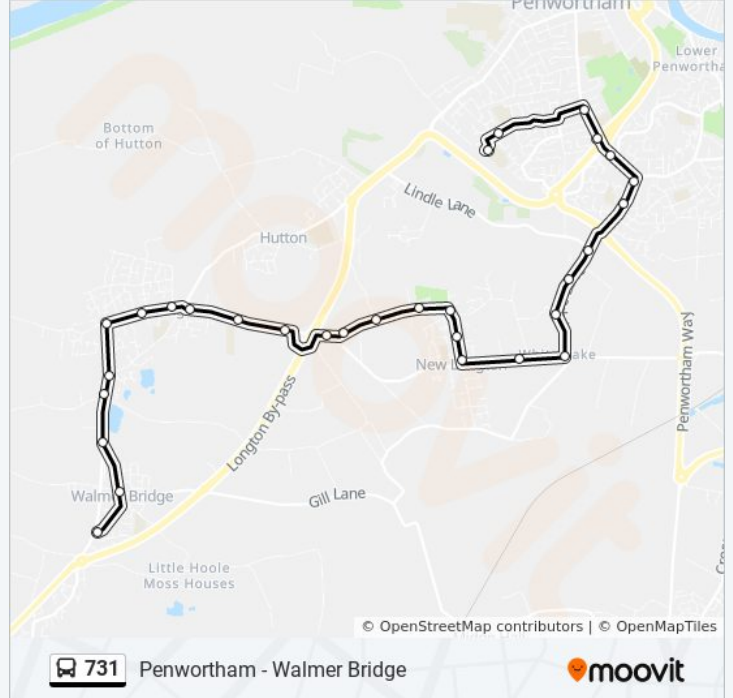 Penwortham
Lower
Penwortha
Bottom
of Hutton
Lindle Lane
Hutton
New
Penwortham Way
Longton By-pass
Walmer Bridge
Gill Lane
Little Hoole
Moss Houses
© OpenStreetMap contributors | © OpenMapTiles
731 Penwortham - Walmer Bridge
moovit